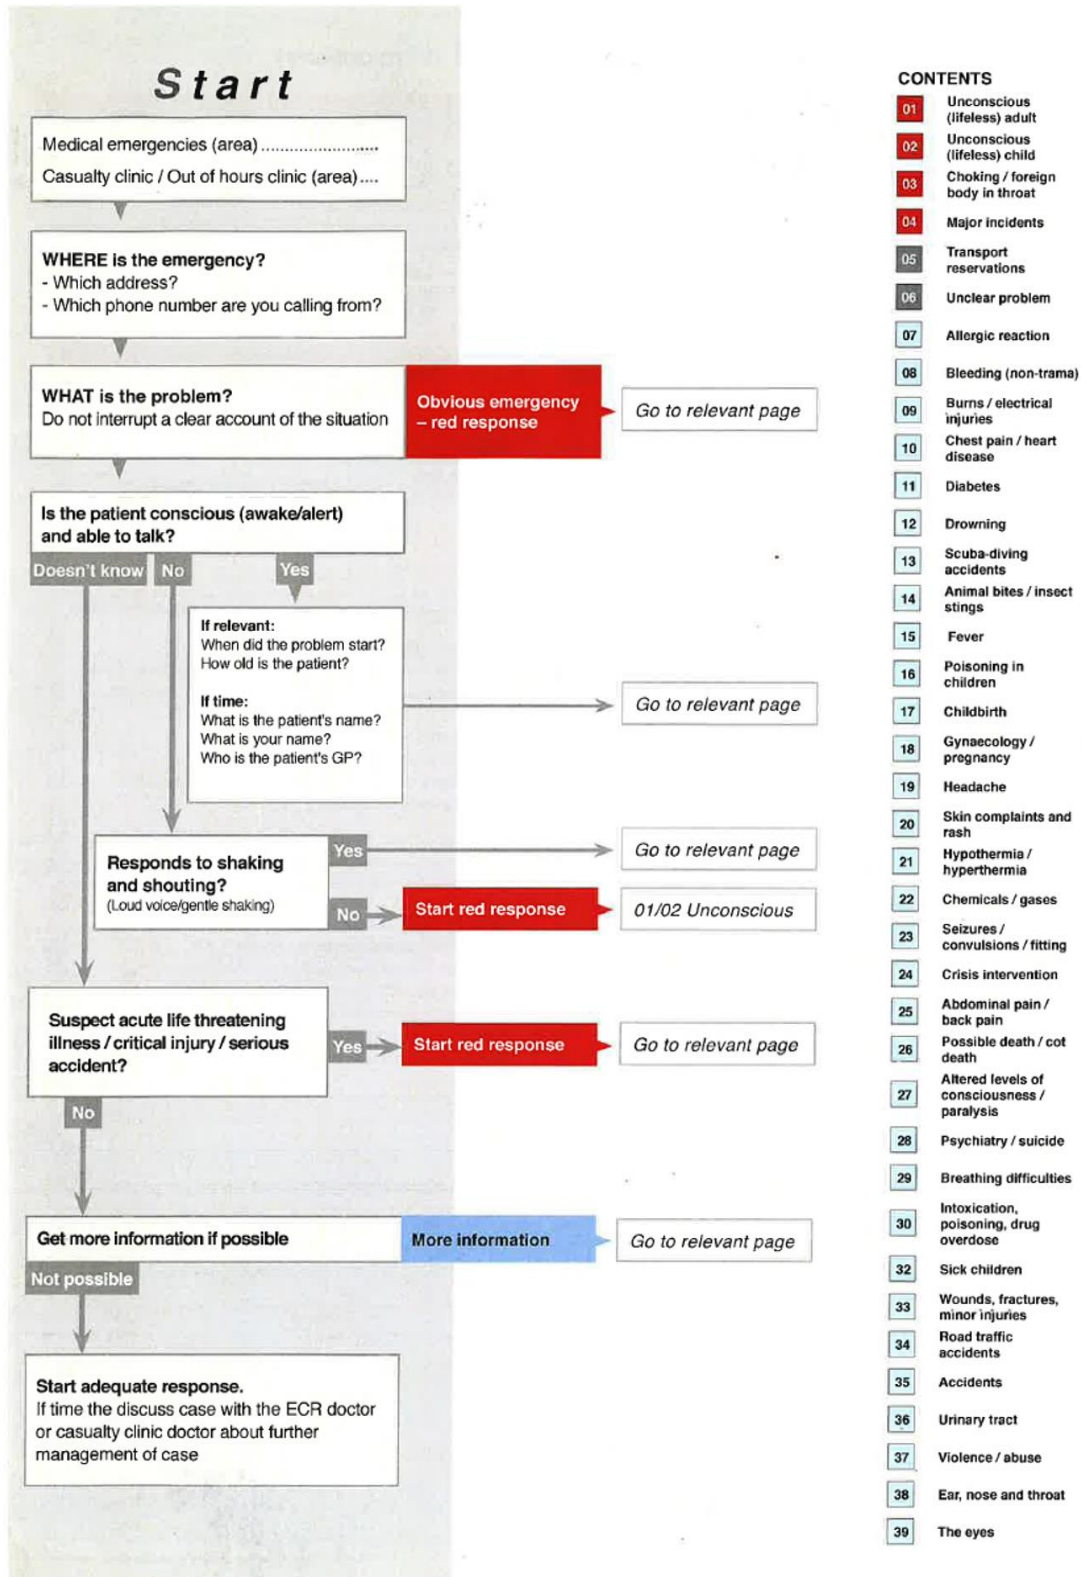 Start
Medical emergencies (area) ........................
Casualty clinic / Out of hours clinic (area) ....
WHERE is the emergency?
- Which address?
- Which phone number are you calling from?
WHAT is the problem?
Do not interrupt a clear account of the situation
Obvious emergency
– red response
Go to relevant page
Is the patient conscious (awake/alert)
and able to talk?
Doesn't know
No
Yes
If relevant:
When did the problem start?
How old is the patient?
If time:
What is the patient's name?
What is your name?
Who is the patient's GP?
Go to relevant page
Responds to shaking
and shouting?
(Loud voice/gentle shaking)
Yes
Go to relevant page
No
Start red response
01/02 Unconscious
Suspect acute life threatening
illness / critical injury / serious
accident?
Yes
Start red response
Go to relevant page
No
Get more information if possible
More information
Go to relevant page
Not possible
Start adequate response.
If time the discuss case with the ECR doctor
or casualty clinic doctor about further
management of case
CONTENTS
01 Unconscious
(lifeless) adult
02 Unconscious
(lifeless) child
03 Choking / foreign
body in throat
04 Major incidents
05 Transport
reservations
06 Unclear problem
07 Allergic reaction
08 Bleeding (non-trama)
09 Burns / electrical
injuries
10 Chest pain / heart
disease
11 Diabetes
12 Drowning
13 Scuba-diving
accidents
14 Animal bites / insect
stings
15 Fever
16 Poisoning in
children
17 Childbirth
18 Gynaecology /
pregnancy
19 Headache
20 Skin complaints and
rash
21 Hypothermia /
hyperthermia
22 Chemicals / gases
23 Seizures /
convulsions / fitting
24 Crisis intervention
25 Abdominal pain /
back pain
26 Possible death / cot
death
27 Altered levels of
consciousness /
paralysis
28 Psychiatry / suicide
29 Breathing difficulties
30 Intoxication,
poisoning, drug
overdose
32 Sick children
33 Wounds, fractures,
minor injuries
34 Road traffic
accidents
35 Accidents
36 Urinary tract
37 Violence / abuse
38 Ear, nose and throat
39 The eyes